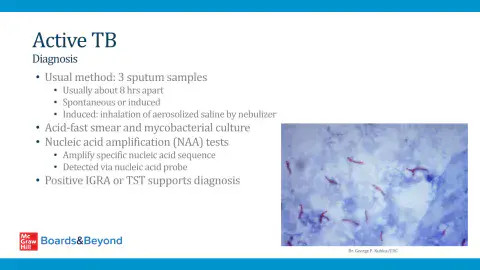 Active TB
Diagnosis
• Usual method: 3 sputum samples
• Usually about 8 hrs apart
• Spontaneous or induced
• Induced: inhalation of aerosolized saline by nebulizer
• Acid-fast smear and mycobacterial culture
• Nucleic acid amplification (NAA) tests
• Amplify specific nucleic acid sequence
• Detected via nucleic acid probe
• Positive IGRA or TST supports diagnosis
Mc
Graw
Hill
Boards&Beyond
Dr. George P. Kubica/CDC